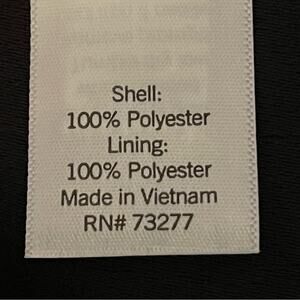 Shell:
100% Polyester
Lining:
100% Polyester
Made in Vietnam
RN# 73277